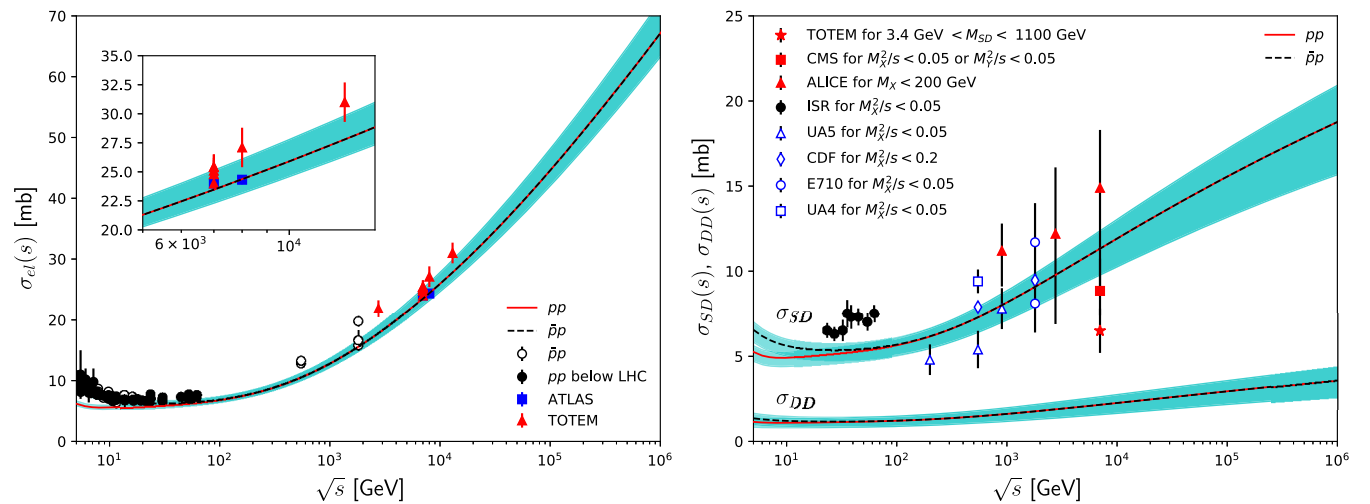 70
60
50
40
30
20
10
0
σ_el(s) [mb]
35.0
32.5
30.0
27.5
25.0
22.5
20.0
6 × 10³
10⁴
pp
p̄p
p̄p
pp below LHC
ATLAS
TOTEM
10¹
10²
10³
10⁴
10⁵
10⁶
√s [GeV]
25
20
15
10
5
0
σ_SD(s), σ_DD(s) [mb]
TOTEM for 3.4 GeV < M_SD < 1100 GeV
CMS for M_X²/s < 0.05 or M_Y²/s < 0.05
ALICE for M_X < 200 GeV
ISR for M_X²/s < 0.05
UA5 for M_X²/s < 0.05
CDF for M_X²/s < 0.2
E710 for M_X²/s < 0.05
UA4 for M_X²/s < 0.05
pp
p̄p
σ_SD
σ_DD
10¹
10²
10³
10⁴
10⁵
10⁶
√s [GeV]